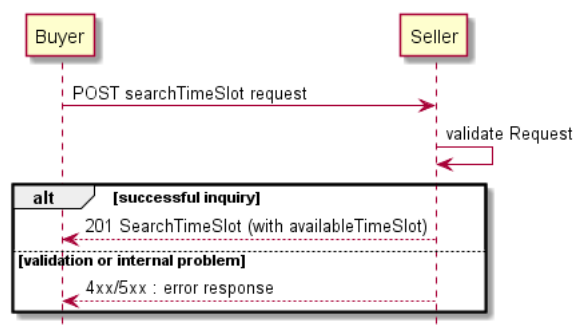 Buyer
Seller
POST searchTimeSlot request
validate Request
alt
[successful inquiry]
201 SearchTimeSlot (with availableTimeSlot)
[validation or internal problem]
4xx/5xx : error response